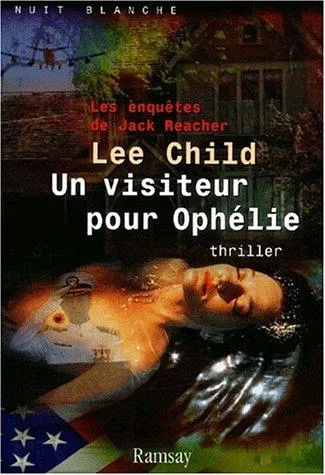 NUIT BLANCHE
Les enquêtes
de Jack Reacher
Lee Child
Un visiteur
pour Ophélie
thriller
Ramsay